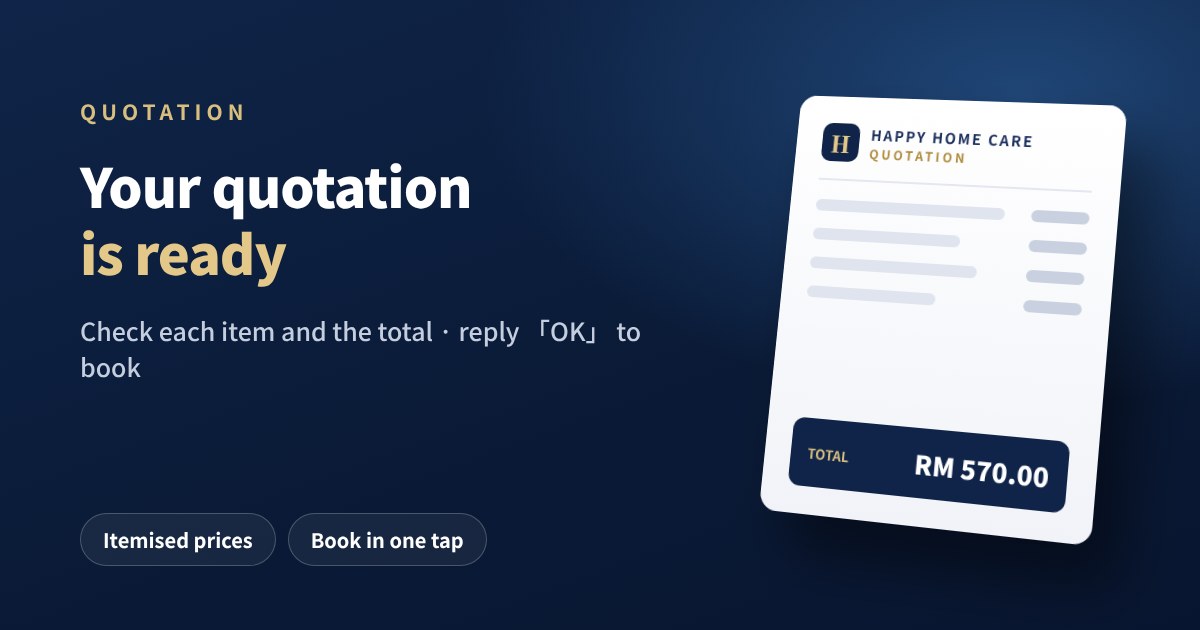 QUOTATION
Your quotation
is ready
Check each item and the total · reply 「OK」 to
book
Itemised prices
Book in one tap
H
HAPPY HOME CARE
QUOTATION
TOTAL
RM 570.00